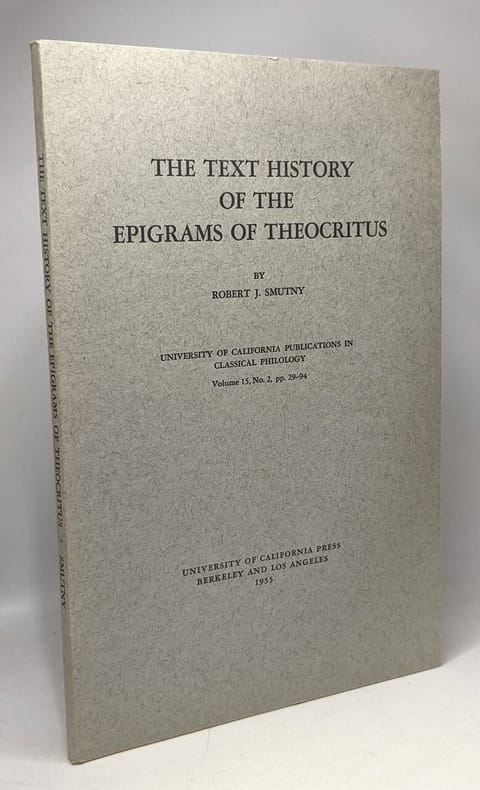 THE TEXT HISTORY
OF THE
EPIGRAMS OF THEOCRITUS
BY
ROBERT J. SMUTNY
UNIVERSITY OF CALIFORNIA PUBLICATIONS IN
CLASSICAL PHILOLOGY
Volume 15, No. 2, pp. 29–94
UNIVERSITY OF CALIFORNIA PRESS
BERKELEY AND LOS ANGELES
1955
THE TEXT HISTORY OF THE EPIGRAMS OF THEOCRITUS · SMUTNY